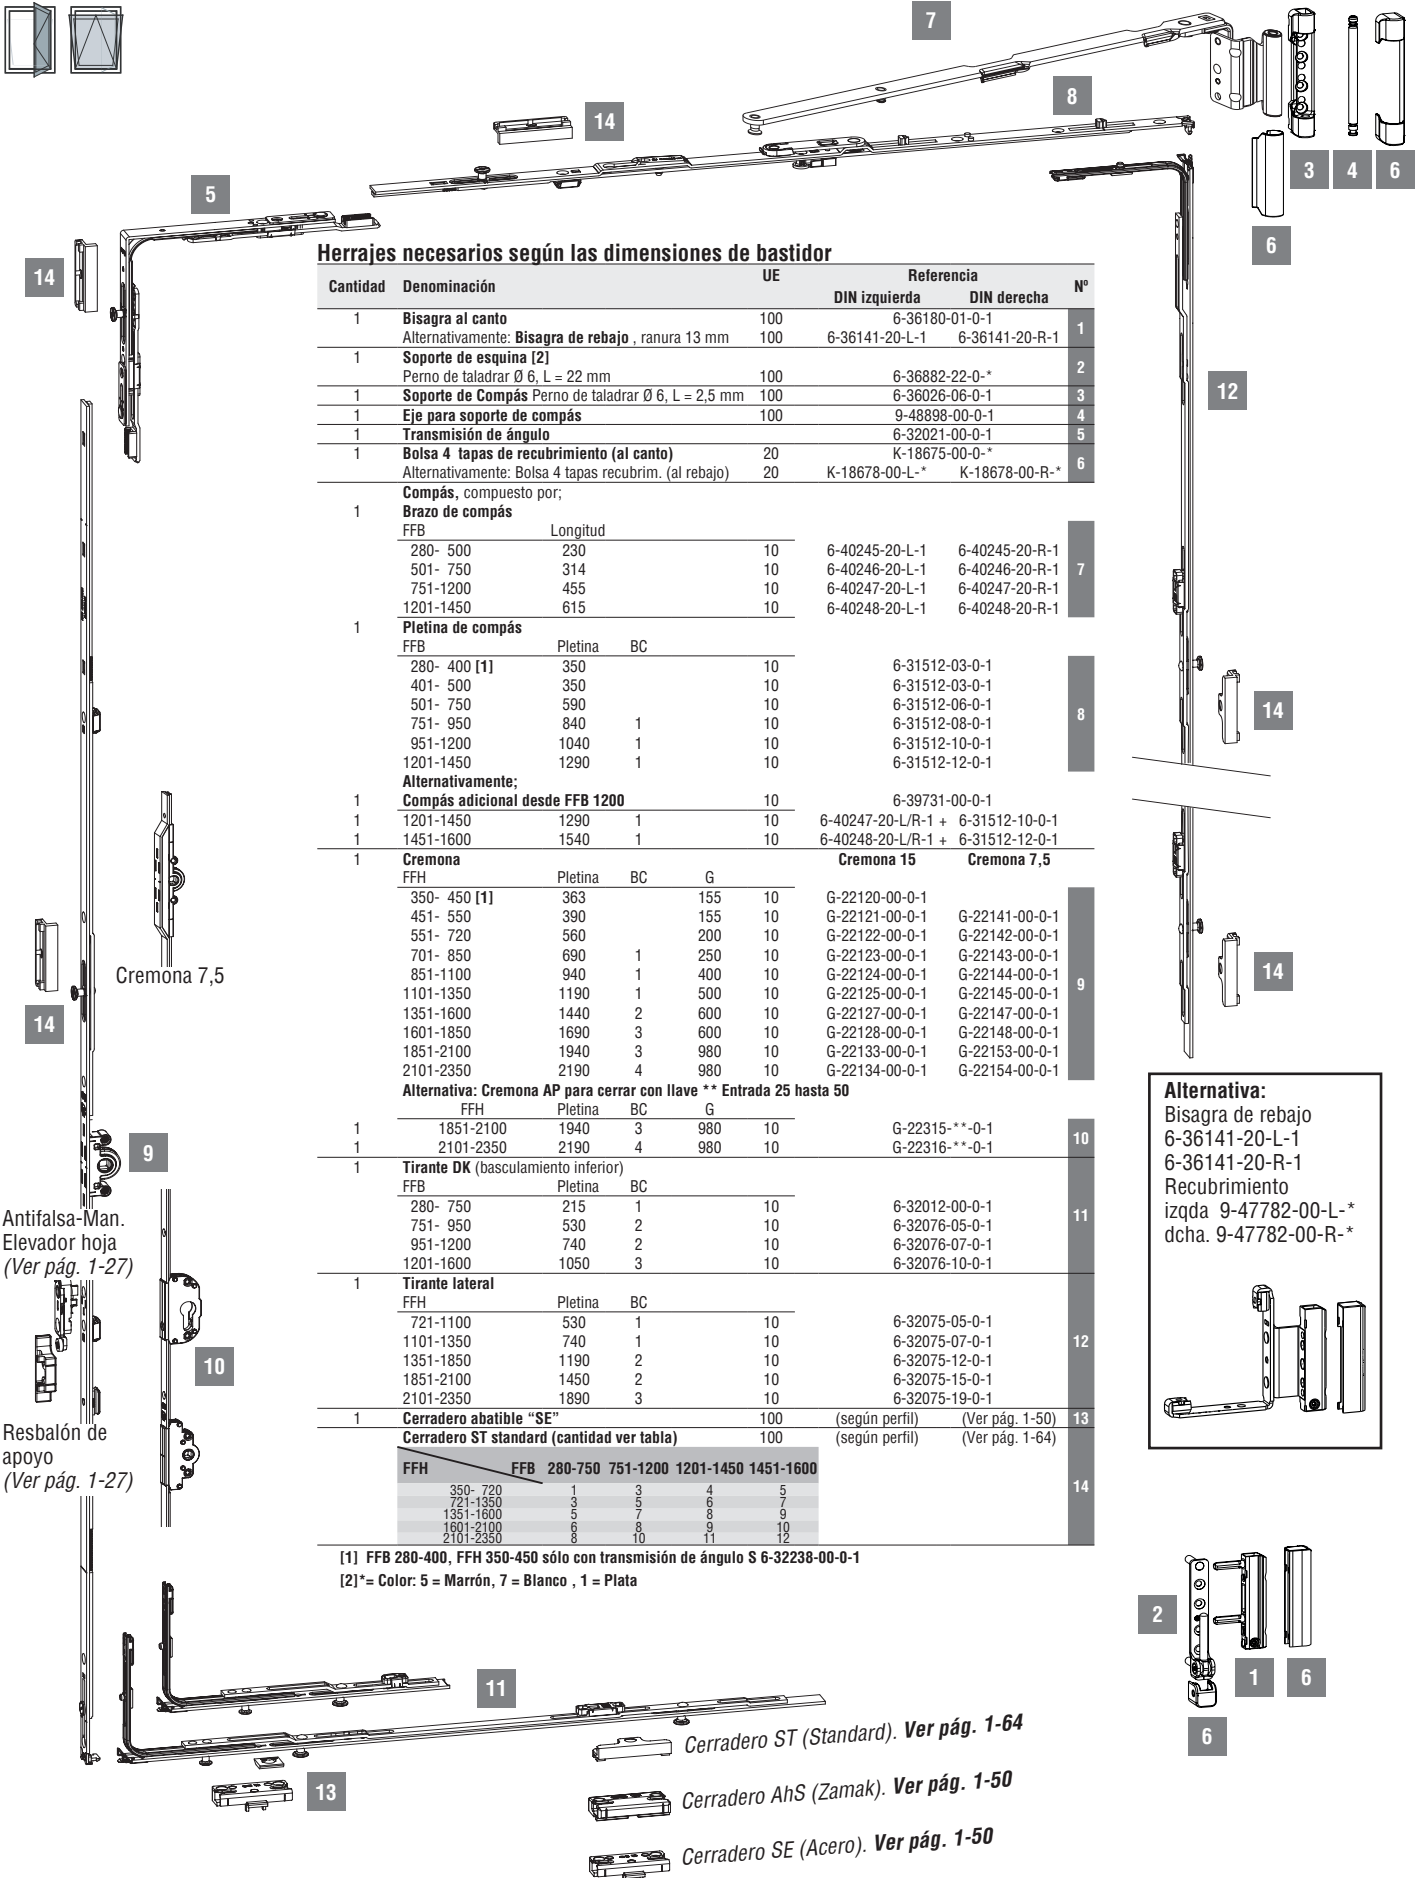 7
8
14
5
3 4 6
6
14
12
Herrajes necesarios según las dimensiones de bastidor
Cantidad Denominación UE Referencia Nº
DIN izquierda DIN derecha
1 Bisagra al canto 100 6-36180-01-0-1 1
Alternativamente: Bisagra de rebajo , ranura 13 mm 100 6-36141-20-L-1 6-36141-20-R-1
1 Soporte de esquina [2] 2
Perno de taladrar Ø 6, L = 22 mm 100 6-36882-22-0-*
1 Soporte de Compás Perno de taladrar Ø 6, L = 2,5 mm 100 6-36026-06-0-1 3
1 Eje para soporte de compás 100 9-48898-00-0-1 4
1 Transmisión de ángulo 6-32021-00-0-1 5
1 Bolsa 4 tapas de recubrimiento (al canto) 20 K-18675-00-0-* 6
Alternativamente: Bolsa 4 tapas recubrim. (al rebajo) 20 K-18678-00-L-* K-18678-00-R-*
Compás, compuesto por;
1 Brazo de compás
FFB Longitud
280- 500 230 10 6-40245-20-L-1 6-40245-20-R-1
501- 750 314 10 6-40246-20-L-1 6-40246-20-R-1 7
751-1200 455 10 6-40247-20-L-1 6-40247-20-R-1
1201-1450 615 10 6-40248-20-L-1 6-40248-20-R-1
1 Pletina de compás
FFB Pletina BC
280- 400 [1] 350 10 6-31512-03-0-1
401- 500 350 10 6-31512-03-0-1
501- 750 590 10 6-31512-06-0-1
751- 950 840 1 10 6-31512-08-0-1 8
951-1200 1040 1 10 6-31512-10-0-1
1201-1450 1290 1 10 6-31512-12-0-1
Alternativamente;
1 Compás adicional desde FFB 1200 10 6-39731-00-0-1
1 1201-1450 1290 1 10 6-40247-20-L/R-1 + 6-31512-10-0-1
1 1451-1600 1540 1 10 6-40248-20-L/R-1 + 6-31512-12-0-1
1 Cremona Cremona 15 Cremona 7,5
FFH Pletina BC G
350- 450 [1] 363 155 10 G-22120-00-0-1
451- 550 390 155 10 G-22121-00-0-1 G-22141-00-0-1
551- 720 560 200 10 G-22122-00-0-1 G-22142-00-0-1
701- 850 690 1 250 10 G-22123-00-0-1 G-22143-00-0-1
851-1100 940 1 400 10 G-22124-00-0-1 G-22144-00-0-1
1101-1350 1190 1 500 10 G-22125-00-0-1 G-22145-00-0-1 9
1351-1600 1440 2 600 10 G-22127-00-0-1 G-22147-00-0-1
1601-1850 1690 3 600 10 G-22128-00-0-1 G-22148-00-0-1
1851-2100 1940 3 980 10 G-22133-00-0-1 G-22153-00-0-1
2101-2350 2190 4 980 10 G-22134-00-0-1 G-22154-00-0-1
Alternativa: Cremona AP para cerrar con llave ** Entrada 25 hasta 50
FFH Pletina BC G
1 1851-2100 1940 3 980 10 G-22315-**-0-1 10
1 2101-2350 2190 4 980 10 G-22316-**-0-1
1 Tirante DK (basculamiento inferior)
FFB Pletina BC
280- 750 215 1 10 6-32012-00-0-1 11
751- 950 530 2 10 6-32076-05-0-1
951-1200 740 2 10 6-32076-07-0-1
1201-1600 1050 3 10 6-32076-10-0-1
1 Tirante lateral
FFH Pletina BC
721-1100 530 1 10 6-32075-05-0-1
1101-1350 740 1 10 6-32075-07-0-1 12
1351-1850 1190 2 10 6-32075-12-0-1
1851-2100 1450 2 10 6-32075-15-0-1
2101-2350 1890 3 10 6-32075-19-0-1
1 Cerradero abatible “SE” 100 (según perfil) (Ver pág. 1-50) 13
Cerradero ST standard (cantidad ver tabla) 100 (según perfil) (Ver pág. 1-64)
FFH FFB 280-750 751-1200 1201-1450 1451-1600
350- 720 1 3 4 5 14
721-1350 3 5 6 7
1351-1600 5 7 8 9
1601-2100 6 8 9 10
2101-2350 8 10 11 12
[1] FFB 280-400, FFH 350-450 sólo con transmisión de ángulo S 6-32238-00-0-1
[2]*= Color: 5 = Marrón, 7 = Blanco , 1 = Plata
14
Cremona 7,5
14
14
14
9
Antifalsa-Man.
Elevador hoja
(Ver pág. 1-27)
10
Resbalón de
apoyo
(Ver pág. 1-27)
Alternativa:
Bisagra de rebajo
6-36141-20-L-1
6-36141-20-R-1
Recubrimiento
izqda 9-47782-00-L-*
dcha. 9-47782-00-R-*
2
1 6
6
11
13
Cerradero ST (Standard). Ver pág. 1-64
Cerradero AhS (Zamak). Ver pág. 1-50
Cerradero SE (Acero). Ver pág. 1-50